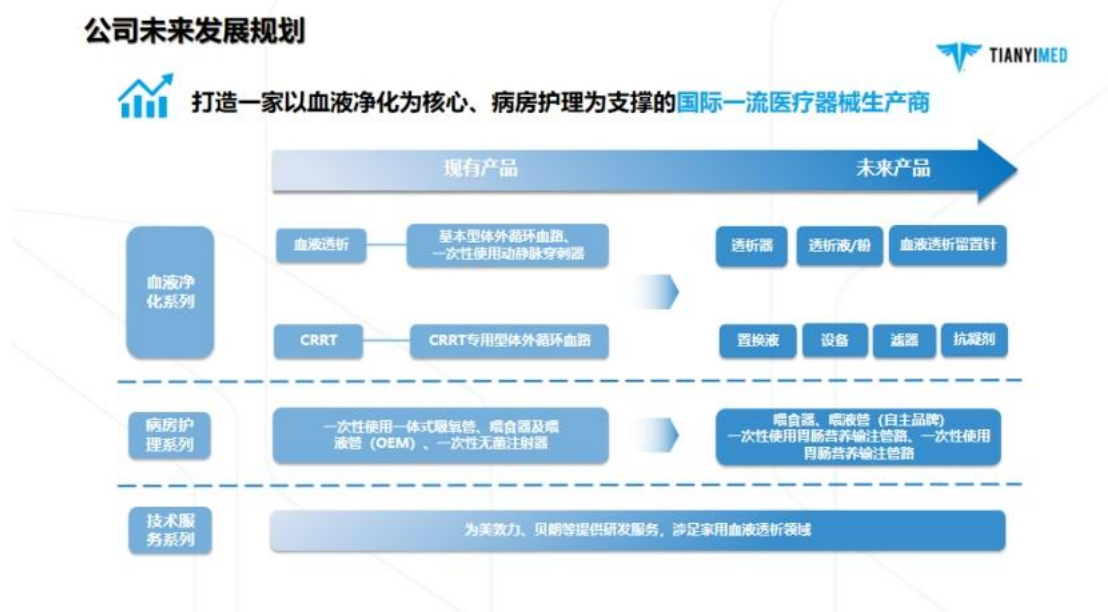 公司未来发展规划
TIANYIMED
打造一家以血液净化为核心、病房护理为支撑的国际一流医疗器械生产商
现有产品
未来产品
血液净
化系列
血液透析
基本型体外循环血路、
一次性使用动静脉穿刺器
透析器
透析液/粉
血液透析留置针
CRRT
CRRT专用型体外循环血路
置换液
设备
滤器
抗凝剂
病房护
理系列
一次性使用一体式吸氧管、喂食器及喂
液管（OEM）、一次性无菌注射器
喂食器、喂液管（自主品牌）
一次性使用胃肠营养输注管路、一次性使用
胃肠营养输注管路
技术服
务系列
为美敦力、贝朗等提供研发服务，涉足家用血液透析领域